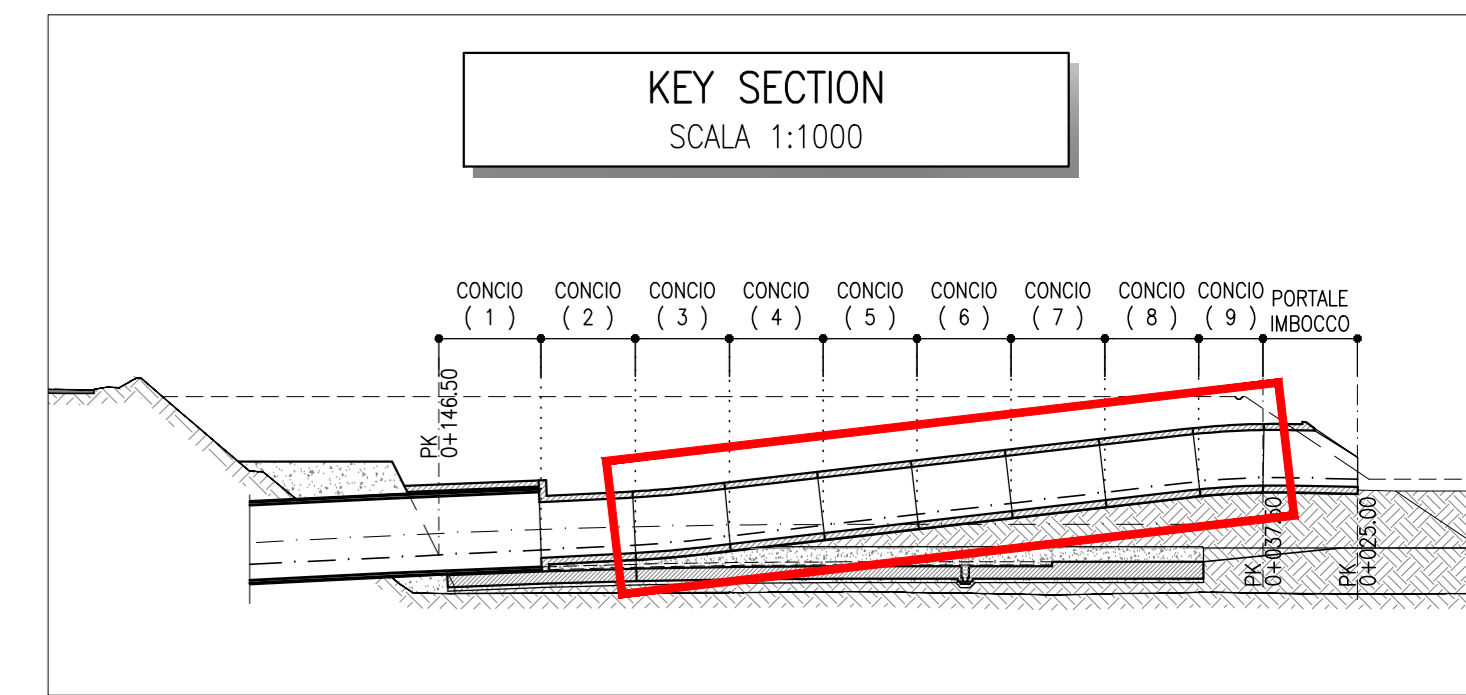 KEY SECTION
SCALA 1:1000
CONCIO
( 1 )
CONCIO
( 2 )
CONCIO
( 3 )
CONCIO
( 4 )
CONCIO
( 5 )
CONCIO
( 6 )
CONCIO
( 7 )
CONCIO
( 8 )
CONCIO
( 9 )
PORTALE
IMBOCCO
PK
0+146.50
PK
0+037.50
PK
0+025.00